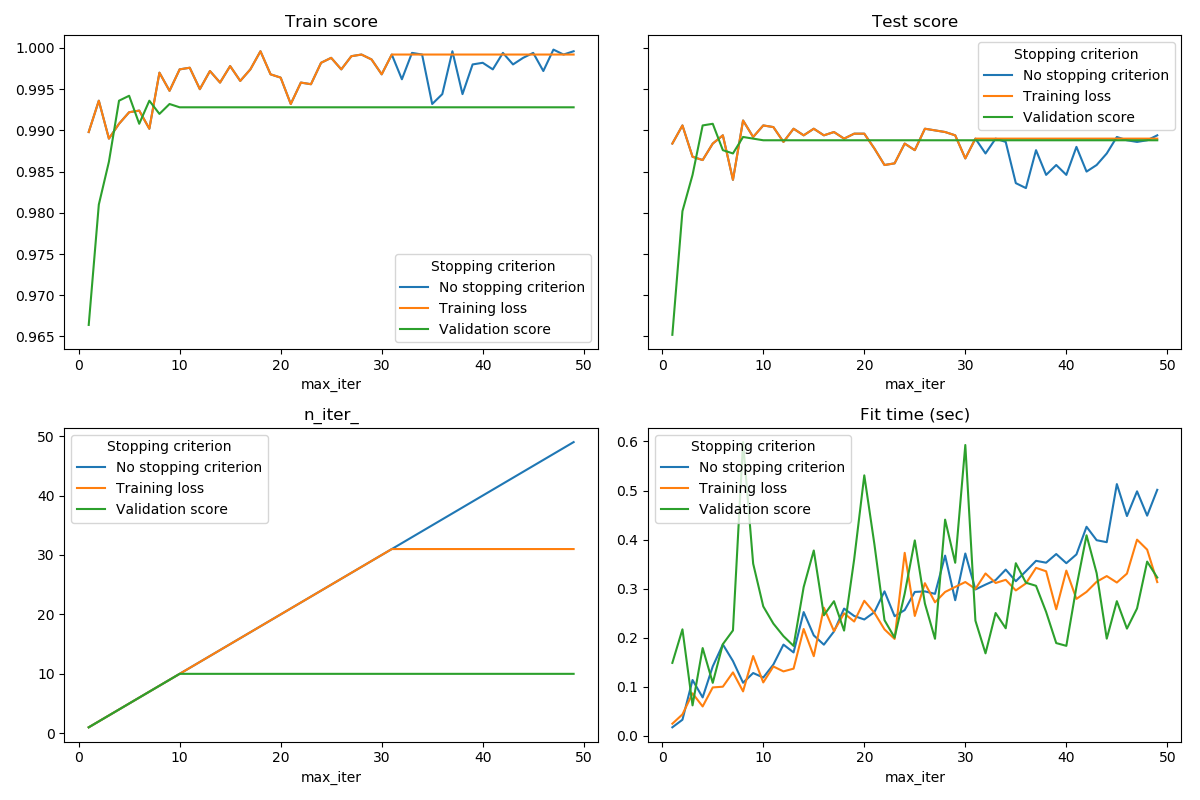 Train score
1.000
0.995
0.990
0.985
0.980
0.975
0.970
0.965
Stopping criterion
No stopping criterion
Training loss
Validation score
0 10 20 30 40 50
max_iter
Test score
Stopping criterion
No stopping criterion
Training loss
Validation score
0 10 20 30 40 50
max_iter
n_iter_
50
40
30
20
10
0
Stopping criterion
No stopping criterion
Training loss
Validation score
0 10 20 30 40 50
max_iter
Fit time (sec)
0.6
0.5
0.4
0.3
0.2
0.1
0.0
Stopping criterion
No stopping criterion
Training loss
Validation score
0 10 20 30 40 50
max_iter